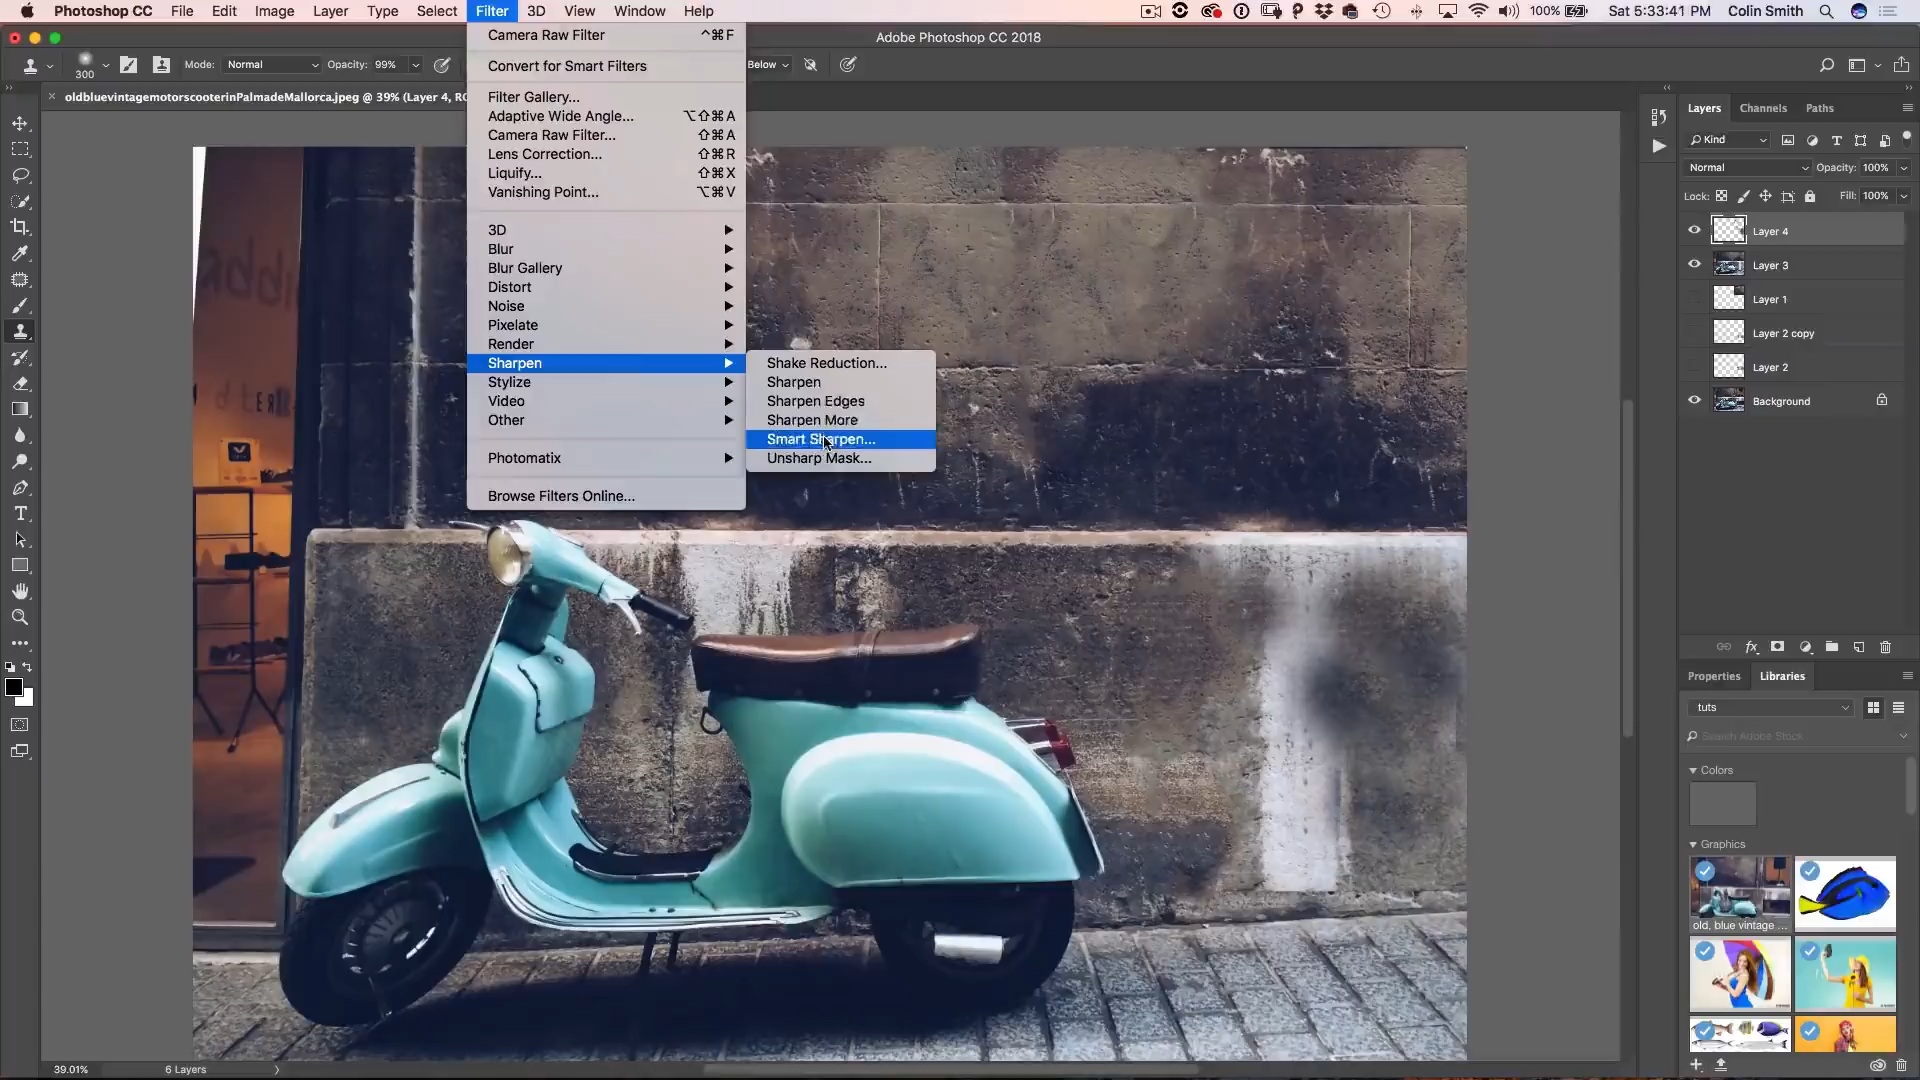 Photoshop CC File Edit Image Layer Type Select Filter 3D View Window Help 100% Sat 5:33:41 PM Colin Smith
Adobe Photoshop CC 2018
300 Mode: Normal Opacity: 99% Below
oldbluevintagemotorscooterinPalmadeMallorca.jpeg @ 39% (Layer 4, R
Camera Raw Filter ^⌘F
Convert for Smart Filters
Filter Gallery...
Adaptive Wide Angle... ⌥⇧⌘A
Camera Raw Filter... ⇧⌘A
Lens Correction... ⇧⌘R
Liquify... ⇧⌘X
Vanishing Point... ⌥⌘V
3D
Blur
Blur Gallery
Distort
Noise
Pixelate
Render
Sharpen
Stylize
Video
Other
Photomatix
Browse Filters Online...
Shake Reduction...
Sharpen
Sharpen Edges
Sharpen More
Smart Sharpen...
Unsharp Mask...
Layers Channels Paths
Kind
Normal Opacity: 100%
Lock: Fill: 100%
Layer 4
Layer 3
Layer 1
Layer 2 copy
Layer 2
Background
Properties Libraries
tuts
Search Adobe Stock
Colors
Graphics
old, blue vintage ...
39.01% 6 Layers